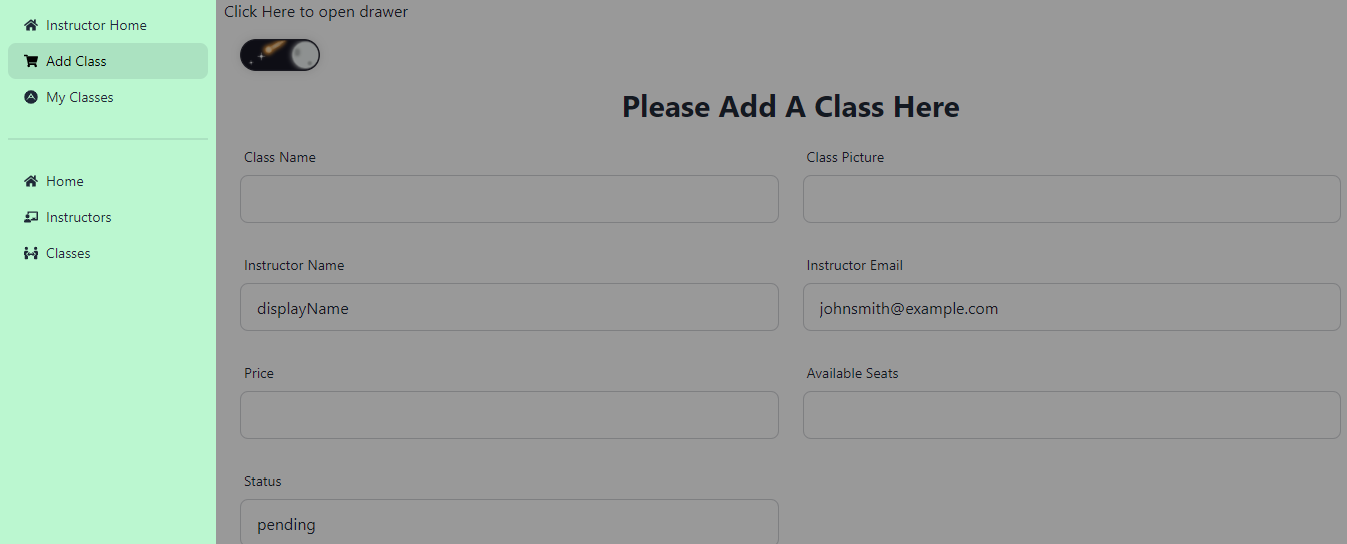 Instructor Home
Add Class
My Classes
Home
Instructors
Classes
Click Here to open drawer
Please Add A Class Here
Class Name
Class Picture
Instructor Name
Instructor Email
displayName
johnsmith@example.com
Price
Available Seats
Status
pending